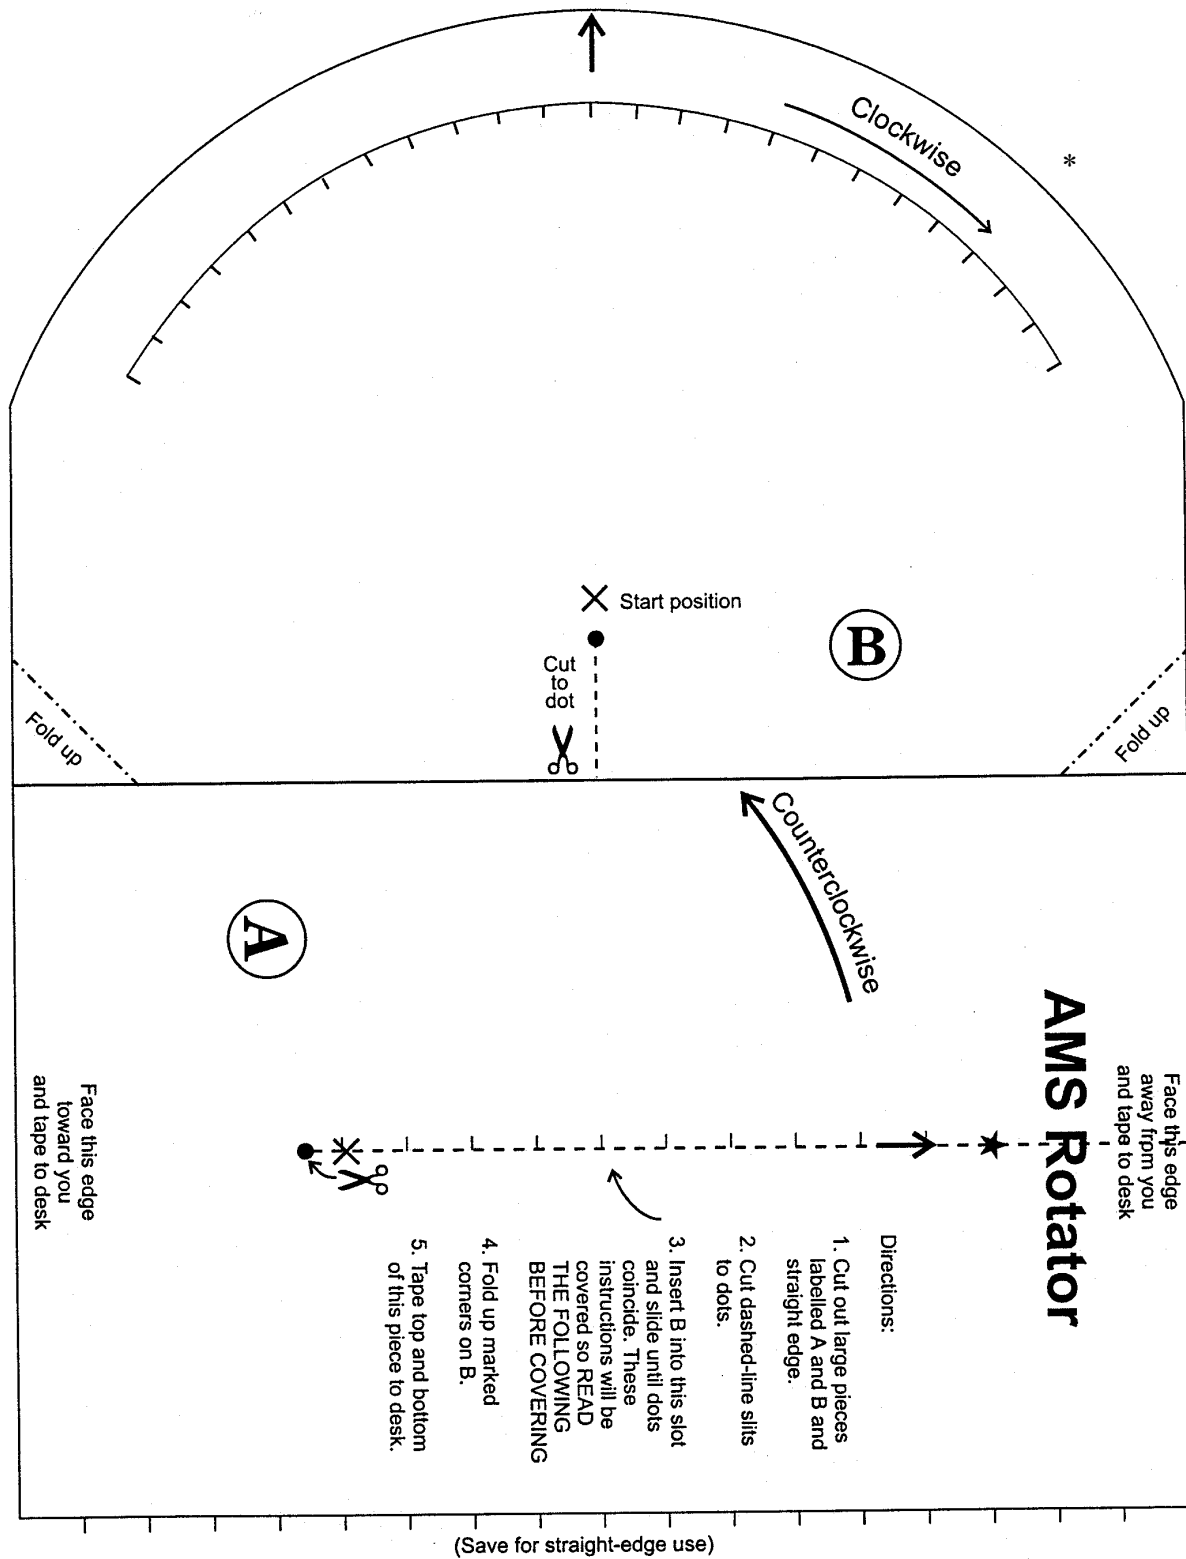 Clockwise
*
Start position
B
Cut
to
dot
Fold up
Fold up
Counterclockwise
A
AMS Rotator
Face this edge
away from you
and tape to desk
Face this edge
toward you
and tape to desk
Directions:
1. Cut out large pieces
labelled A and B and
straight edge.
2. Cut dashed-line slits
to dots.
3. Insert B into this slot
and slide until dots
coincide. These
instructions will be
covered so READ
THE FOLLOWING
BEFORE COVERING
4. Fold up marked
corners on B.
5. Tape top and bottom
of this piece to desk.
(Save for straight-edge use)